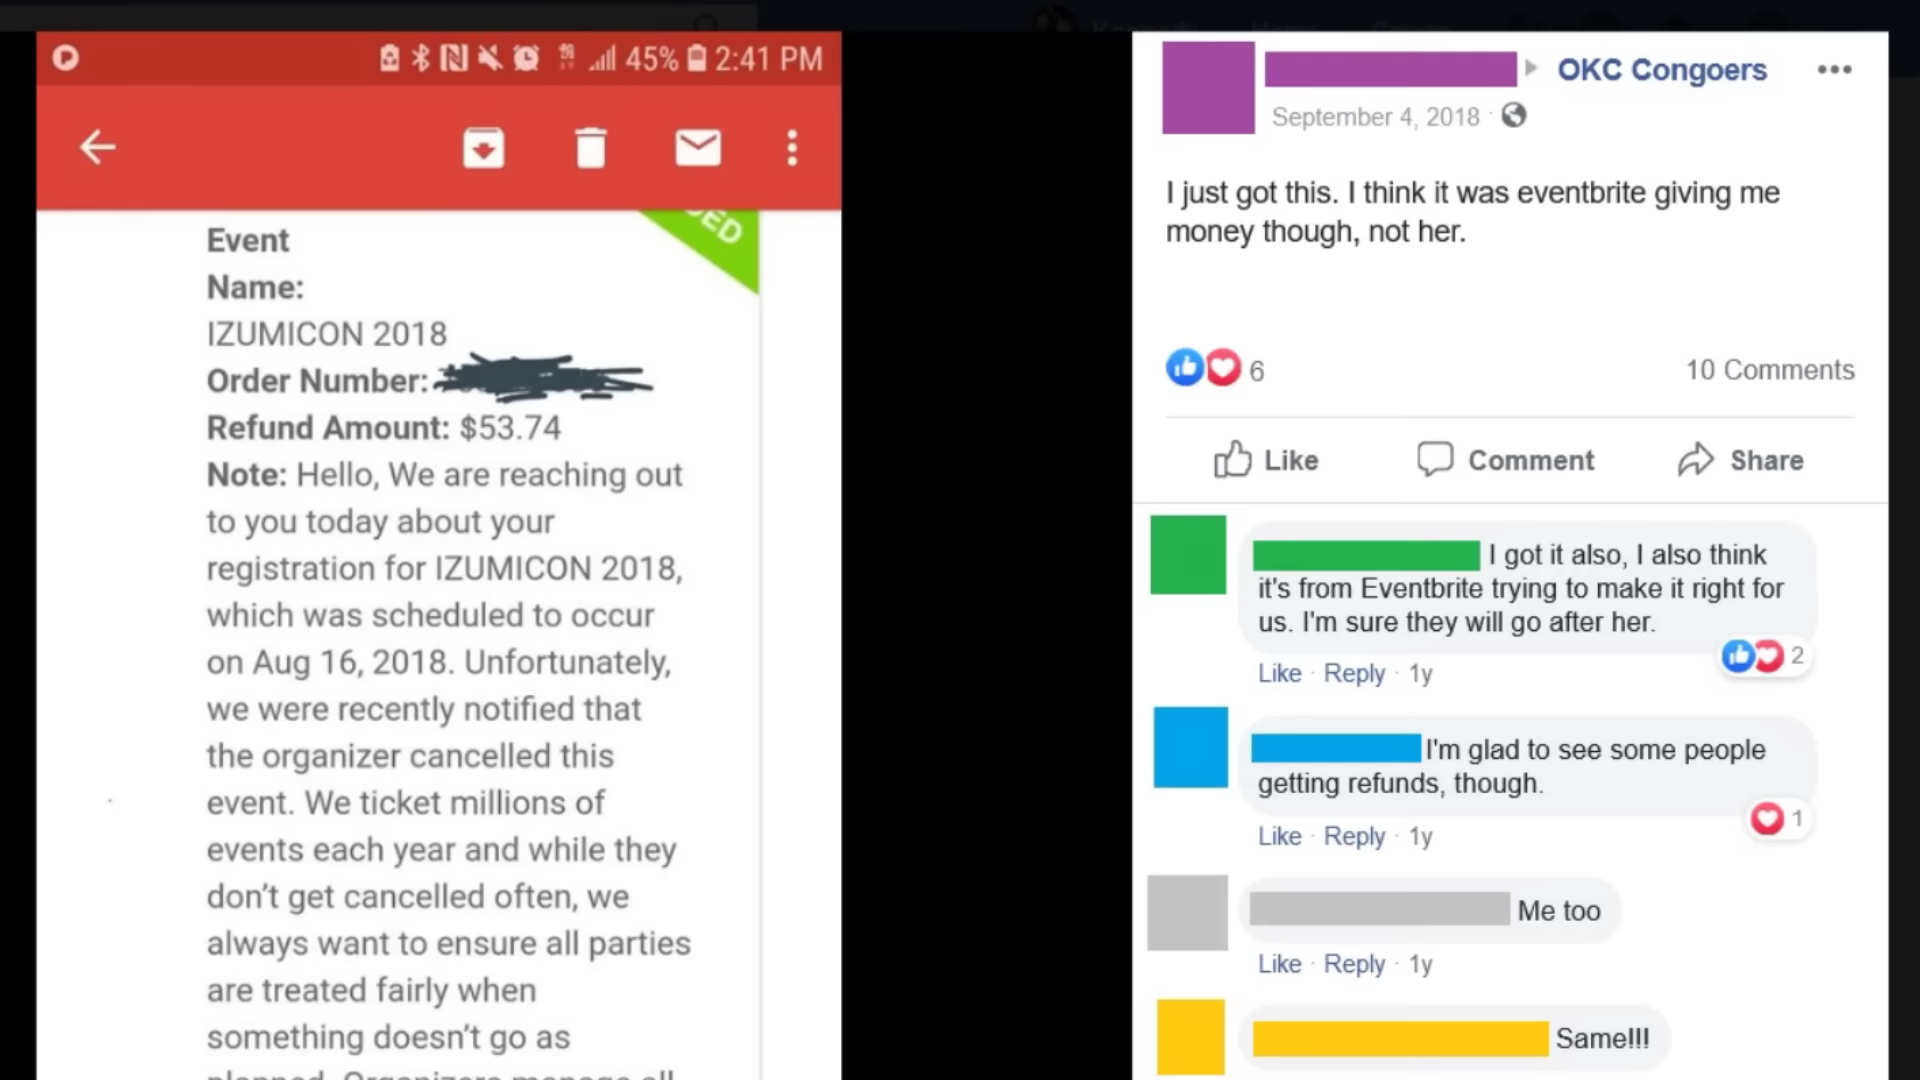 45% 2:41 PM
DED
Event
Name:
IZUMICON 2018
Order Number:
Refund Amount: $53.74
Note: Hello, We are reaching out
to you today about your
registration for IZUMICON 2018,
which was scheduled to occur
on Aug 16, 2018. Unfortunately,
we were recently notified that
the organizer cancelled this
event. We ticket millions of
events each year and while they
don't get cancelled often, we
always want to ensure all parties
are treated fairly when
something doesn't go as
planned. Organizers manage all
OKC Congoers
September 4, 2018 ·
I just got this. I think it was eventbrite giving me
money though, not her.
6 10 Comments
Like Comment Share
I got it also, I also think
it's from Eventbrite trying to make it right for
us. I'm sure they will go after her.
2
Like · Reply · 1y
I'm glad to see some people
getting refunds, though.
1
Like · Reply · 1y
Me too
Like · Reply · 1y
Same!!!